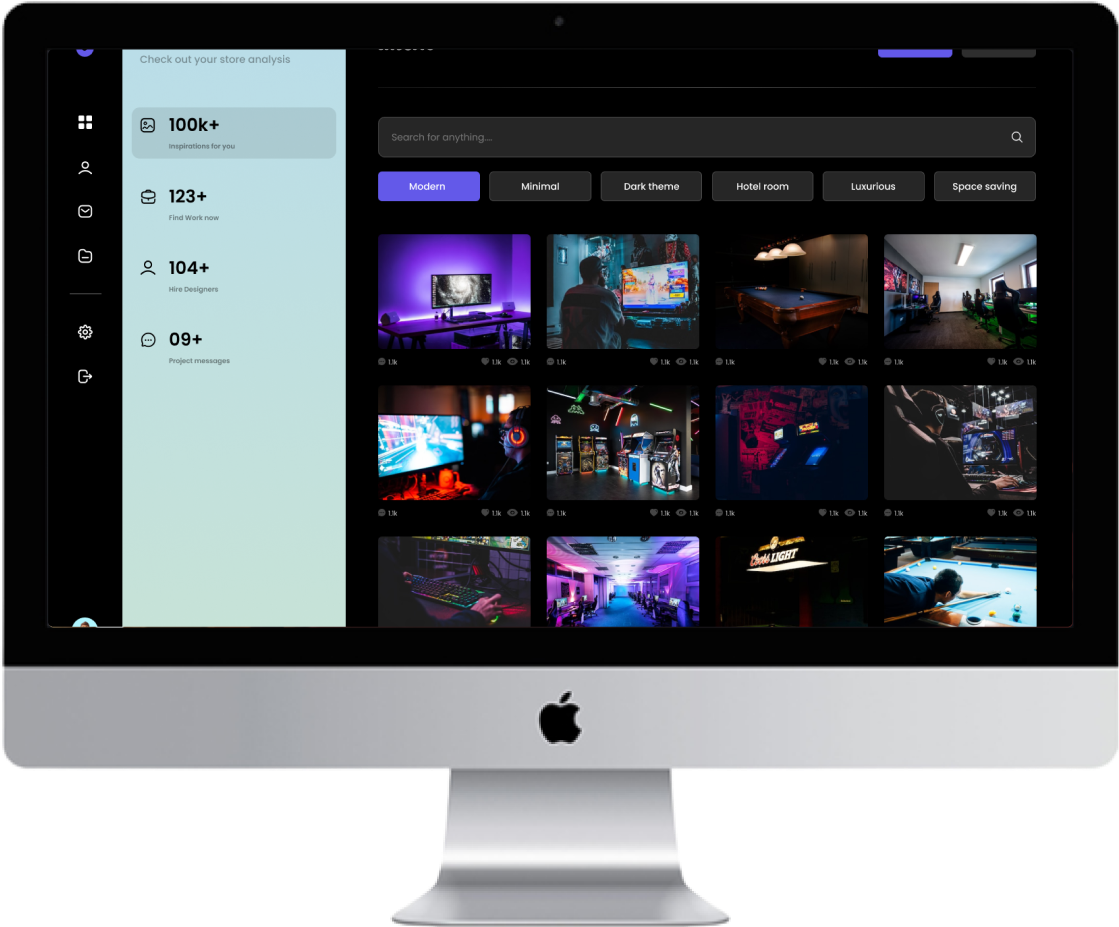 Check out your store analysis
100k+
Inspirations for you
123+
Find Work now
104+
Hire Designers
09+
Project messages
Search for anything....
Modern
Minimal
Dark theme
Hotel room
Luxurious
Space saving
1.1k 1.1k 1.1k
1.1k 1.1k 1.1k
1.1k 1.1k 1.1k
1.1k 1.1k 1.1k
1.1k 1.1k 1.1k
1.1k 1.1k 1.1k
1.1k 1.1k 1.1k
1.1k 1.1k 1.1k
Coors LIGHT